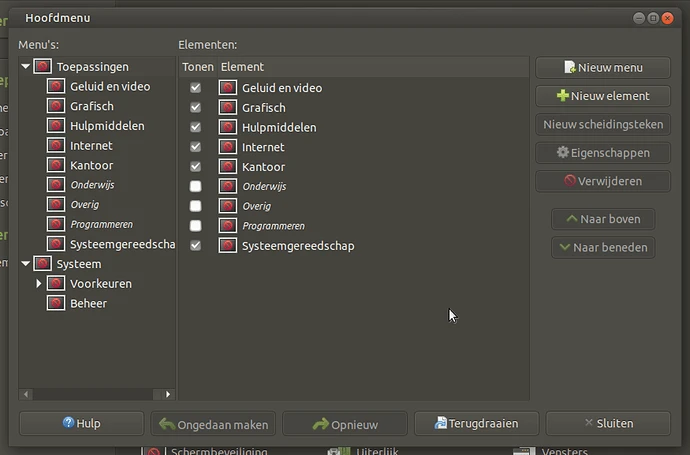 Hoofdmenu
Menu's:
Elementen:
Toepassingen
Geluid en video
Grafisch
Hulpmiddelen
Internet
Kantoor
Onderwijs
Overig
Programmeren
Systeemgereedscha
Systeem
Voorkeuren
Beheer
Tonen Element
Geluid en video
Grafisch
Hulpmiddelen
Internet
Kantoor
Onderwijs
Overig
Programmeren
Systeemgereedschap
Nieuw menu
Nieuw element
Nieuw scheidingsteken
Eigenschappen
Verwijderen
Naar boven
Naar beneden
Hulp
Ongedaan maken
Opnieuw
Terugdraaien
Sluiten
Schermbeveiliging
Uiterlijk
Vensters